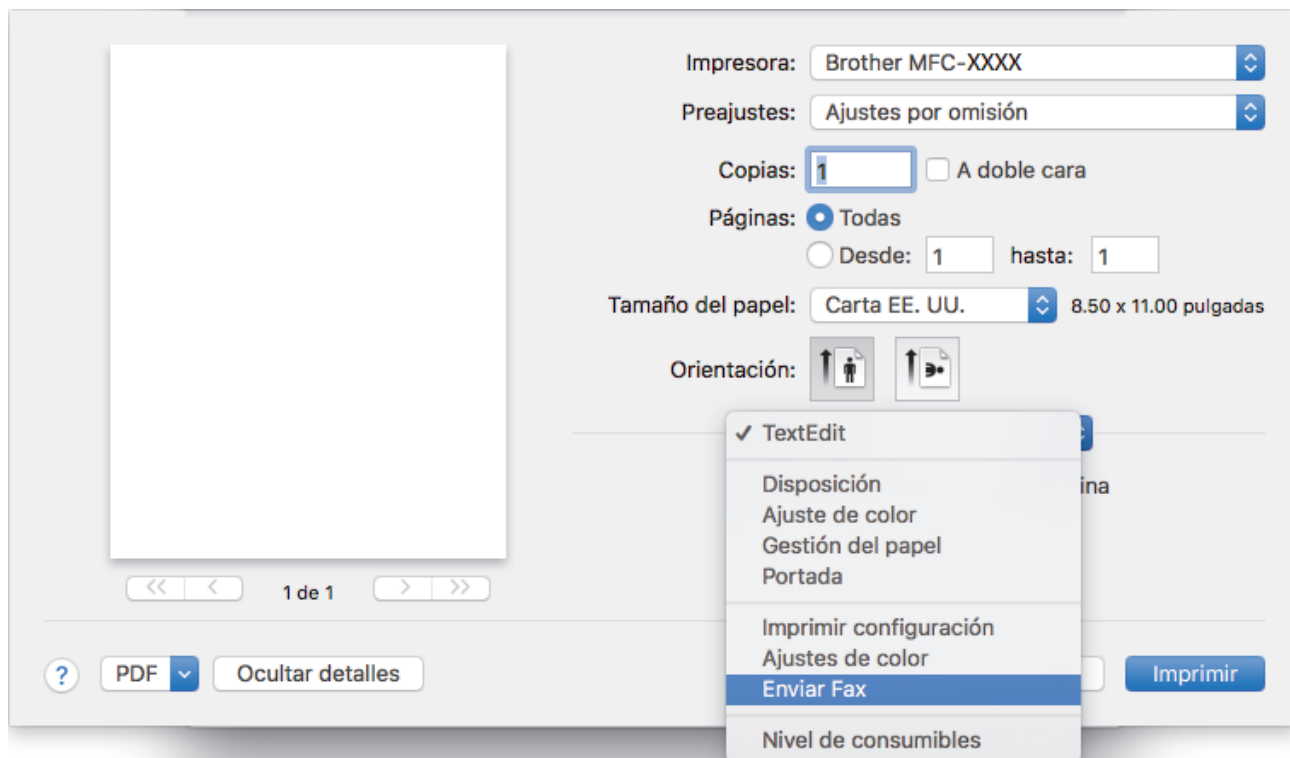 Impresora: Brother MFC-XXXX
Preajustes: Ajustes por omisión
Copias: 1 A doble cara
Páginas: Todas
Desde: 1 hasta: 1
Tamaño del papel: Carta EE. UU. 8.50 x 11.00 pulgadas
Orientación:
✓ TextEdit
Disposición
ina
Ajuste de color
Gestión del papel
Portada
<< < 1 de 1 > >>
Imprimir configuración
Ajustes de color
? PDF Ocultar detalles
Imprimir
Enviar Fax
Nivel de consumibles